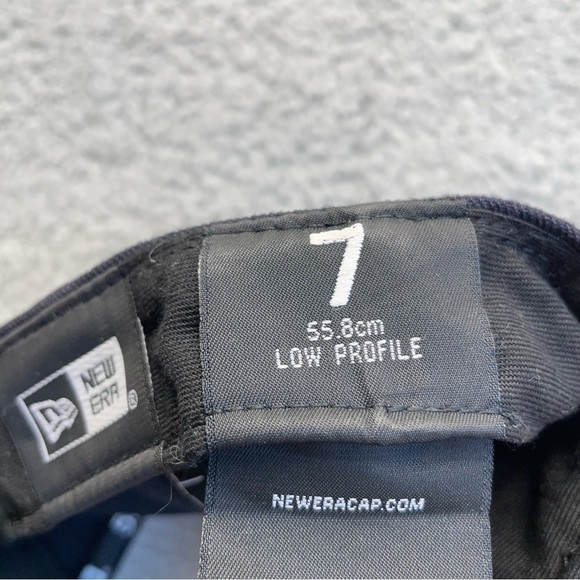 7
55.8cm
LOW PROFILE
NEW
ERA®
NEWERACAP.COM